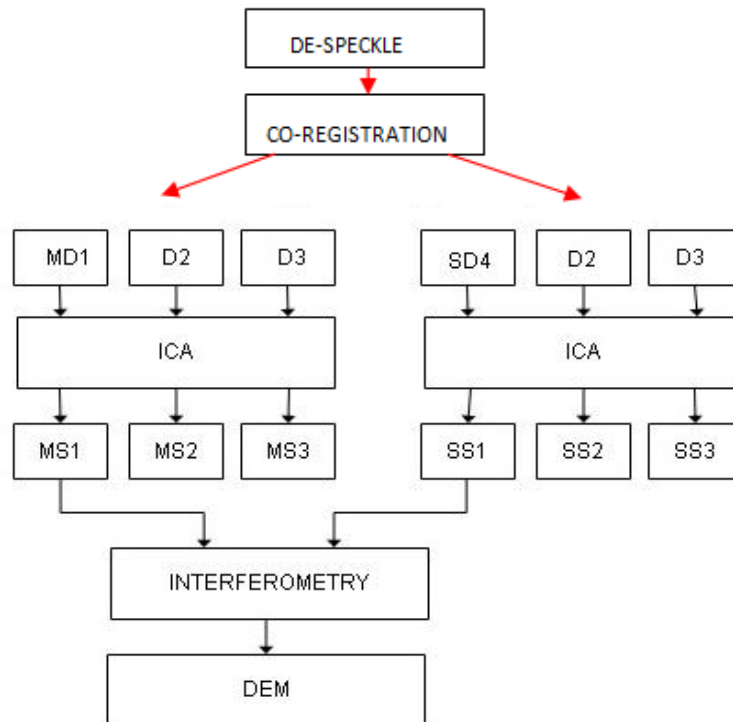 DE-SPECKLE
CO-REGISTRATION
MD1 D2 D3 SD4 D2 D3
ICA ICA
MS1 MS2 MS3 SS1 SS2 SS3
INTERFEROMETRY
DEM